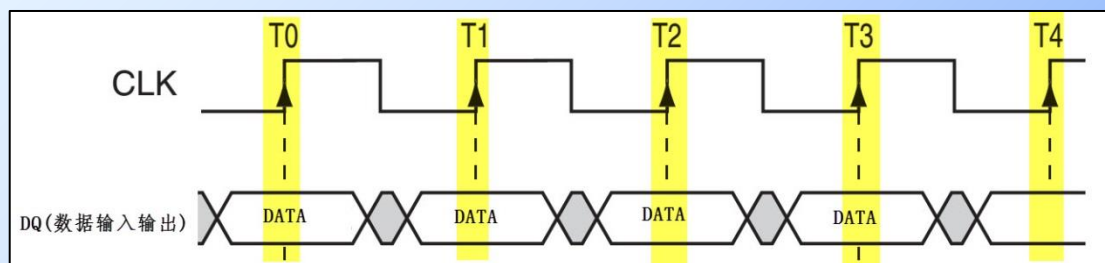 T0 T1 T2 T3 T4
CLK
DQ(数据输入输出) DATA DATA DATA DATA